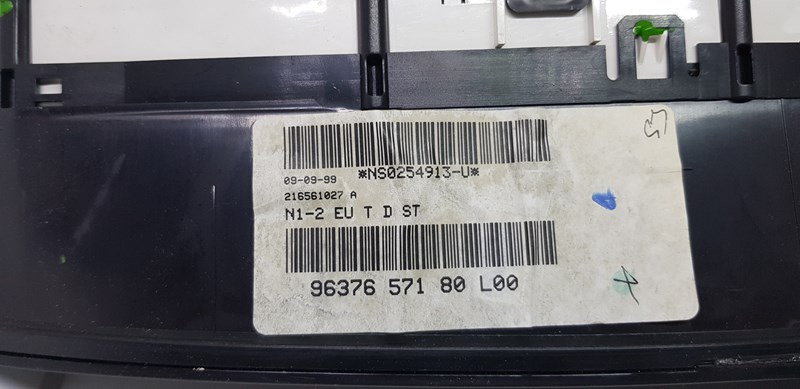 *NS0254913-U*
09-09-99
216561027 A
N1-2 EU T D ST
96376 571 80 L00